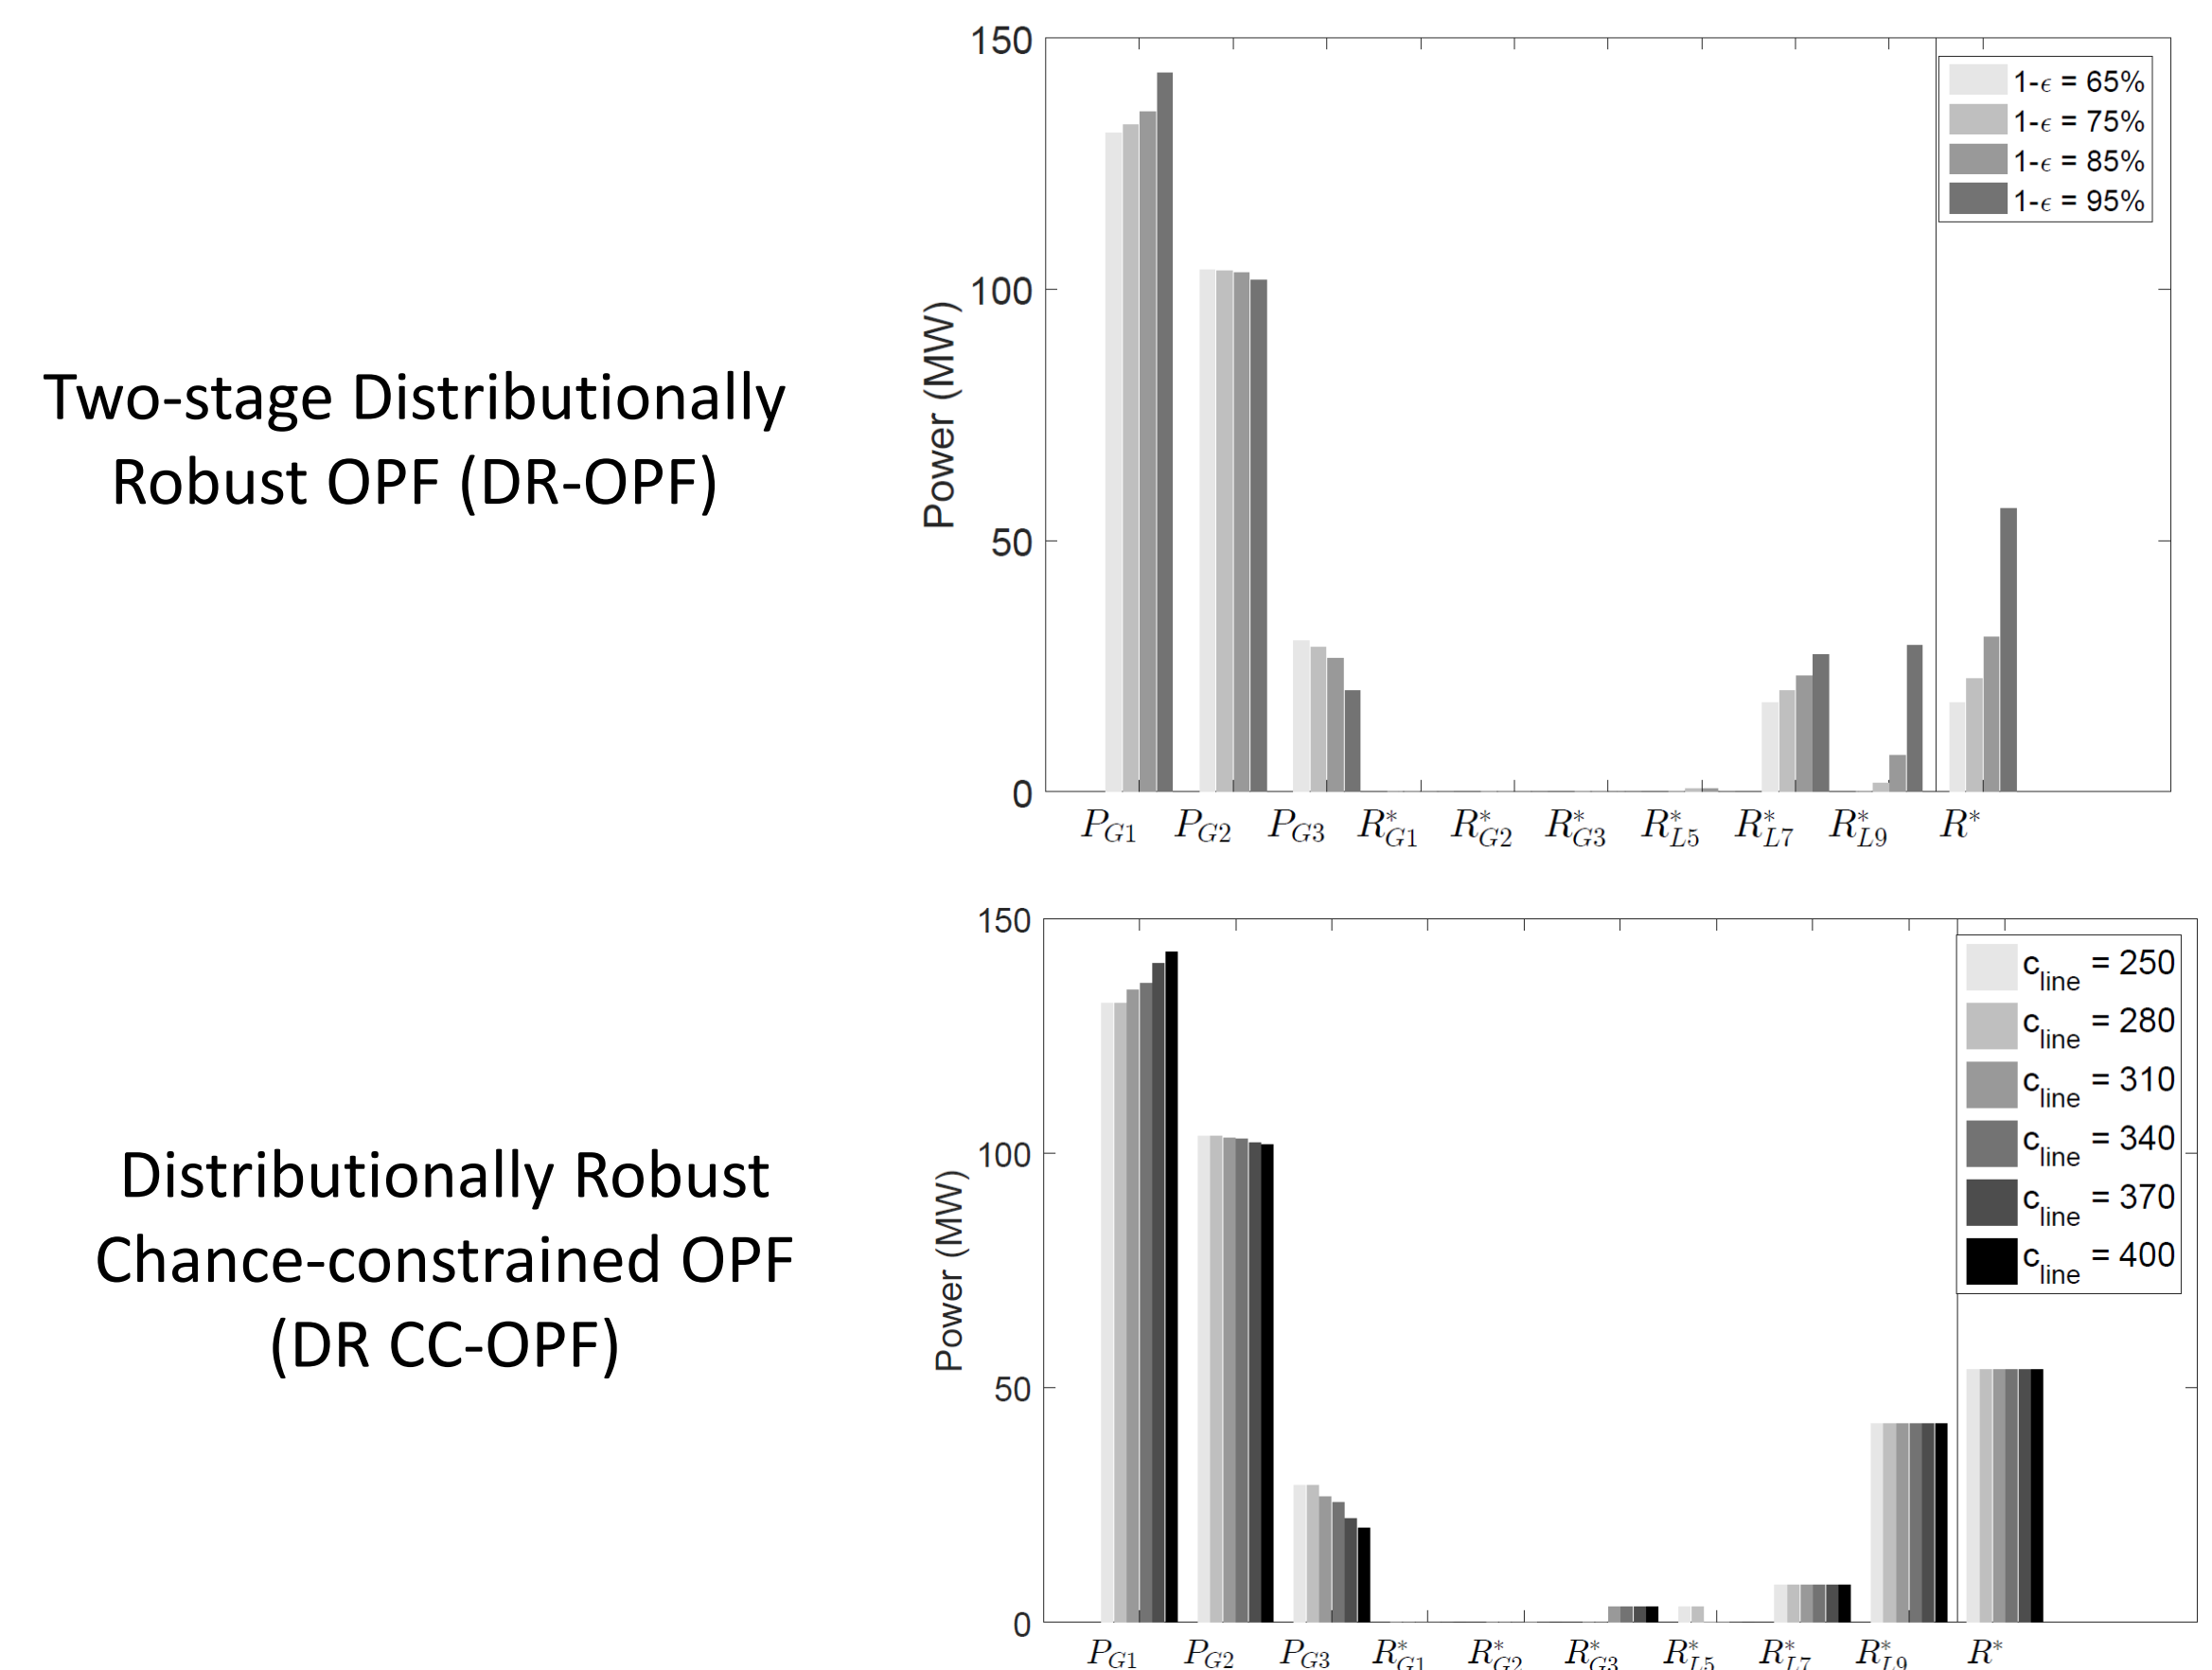 Two-stage Distributionally
Robust OPF (DR-OPF)
150
100
50
0
Power (MW)
1-ϵ = 65%
1-ϵ = 75%
1-ϵ = 85%
1-ϵ = 95%
P_G1 P_G2 P_G3 R*_G1 R*_G2 R*_G3 R*_L5 R*_L7 R*_L9 R*
Distributionally Robust
Chance-constrained OPF
(DR CC-OPF)
150
100
50
0
Power (MW)
c_line = 250
c_line = 280
c_line = 310
c_line = 340
c_line = 370
c_line = 400
P_G1 P_G2 P_G3 R*_G1 R*_G2 R*_G3 R*_L5 R*_L7 R*_L9 R*